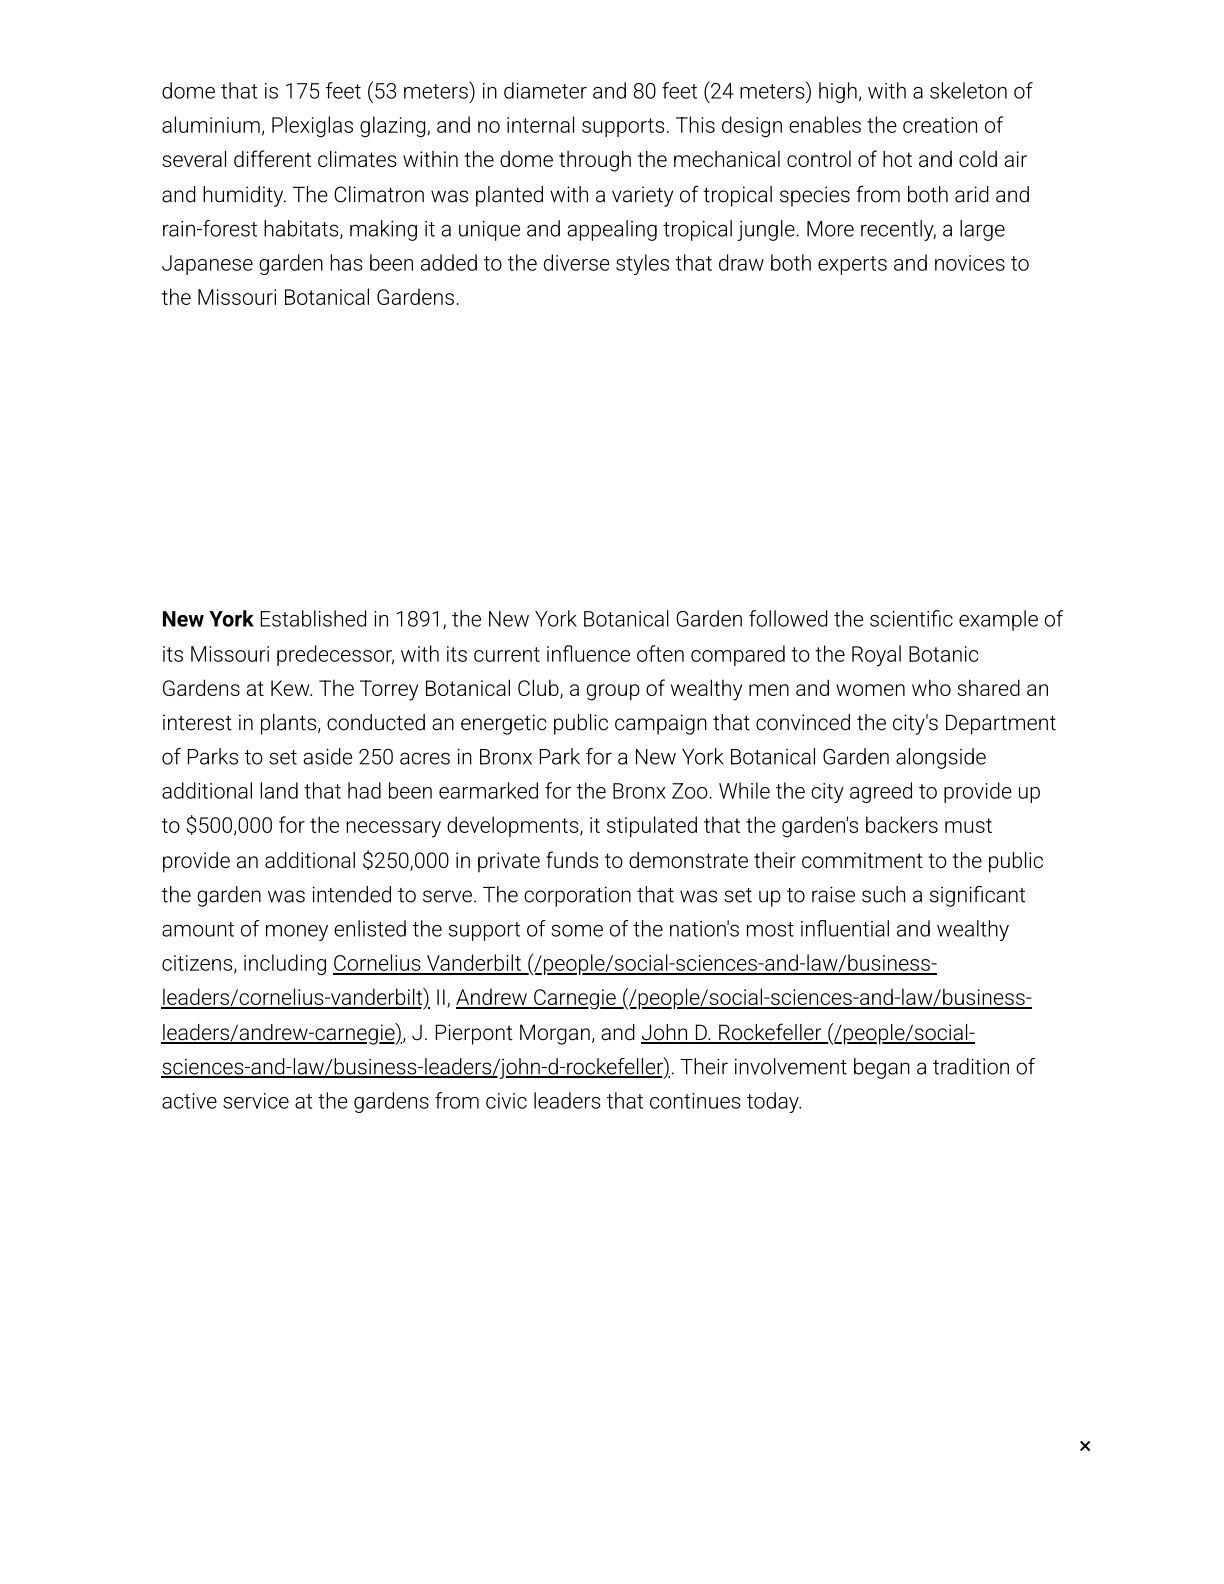 dome that is 175 feet (53 meters) in diameter and 80 feet (24 meters) high, with a skeleton of
aluminium, Plexiglas glazing, and no internal supports. This design enables the creation of
several different climates within the dome through the mechanical control of hot and cold air
and humidity. The Climatron was planted with a variety of tropical species from both arid and
rain-forest habitats, making it a unique and appealing tropical jungle. More recently, a large
Japanese garden has been added to the diverse styles that draw both experts and novices to
the Missouri Botanical Gardens.
New York Established in 1891, the New York Botanical Garden followed the scientific example of
its Missouri predecessor, with its current influence often compared to the Royal Botanic
Gardens at Kew. The Torrey Botanical Club, a group of wealthy men and women who shared an
interest in plants, conducted an energetic public campaign that convinced the city's Department
of Parks to set aside 250 acres in Bronx Park for a New York Botanical Garden alongside
additional land that had been earmarked for the Bronx Zoo. While the city agreed to provide up
to $500,000 for the necessary developments, it stipulated that the garden's backers must
provide an additional $250,000 in private funds to demonstrate their commitment to the public
the garden was intended to serve. The corporation that was set up to raise such a significant
amount of money enlisted the support of some of the nation's most influential and wealthy
citizens, including Cornelius Vanderbilt (/people/social-sciences-and-law/business-
leaders/cornelius-vanderbilt) II, Andrew Carnegie (/people/social-sciences-and-law/business-
leaders/andrew-carnegie), J. Pierpont Morgan, and John D. Rockefeller (/people/social-
sciences-and-law/business-leaders/john-d-rockefeller). Their involvement began a tradition of
active service at the gardens from civic leaders that continues today.
×